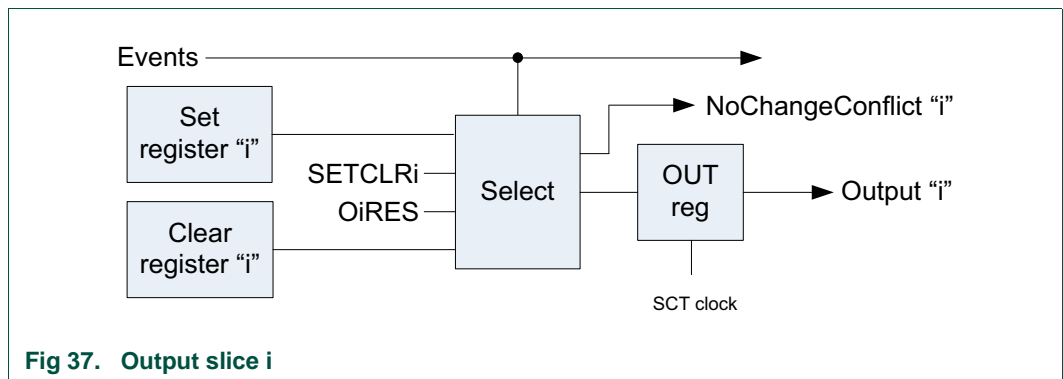 Events
Set
register “i”
SETCLRi
OiRES
Clear
register “i”
Select
NoChangeConflict “i”
OUT
reg
Output “i”
SCT clock
Fig 37. Output slice i